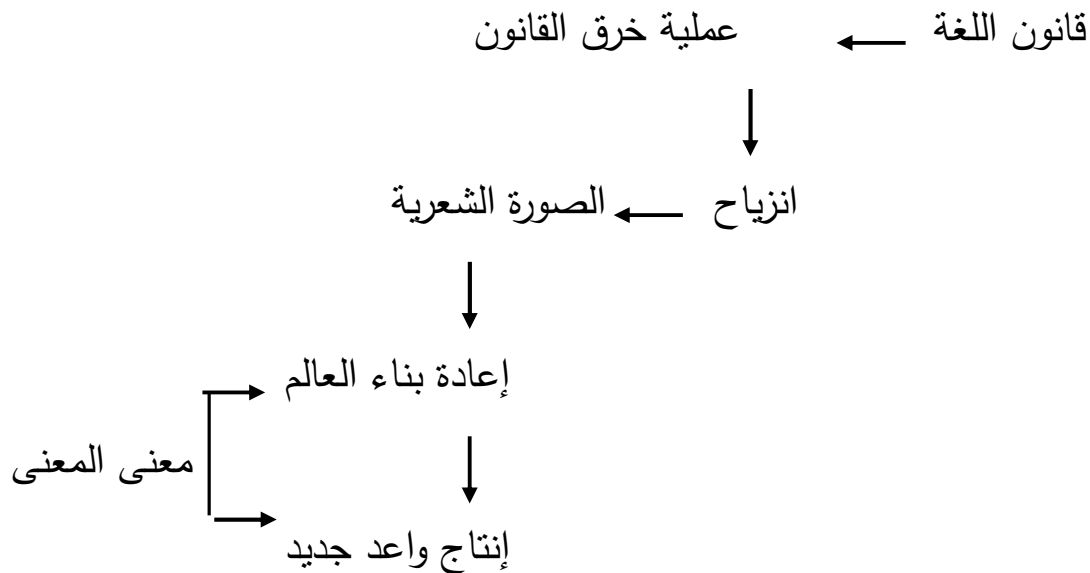 قانون اللغة ← عملية خرق القانون
↓
انزياح ← الصورة الشعرية
↓
إعادة بناء العالم
↓
معنى المعنى
إنتاج واعد جديد